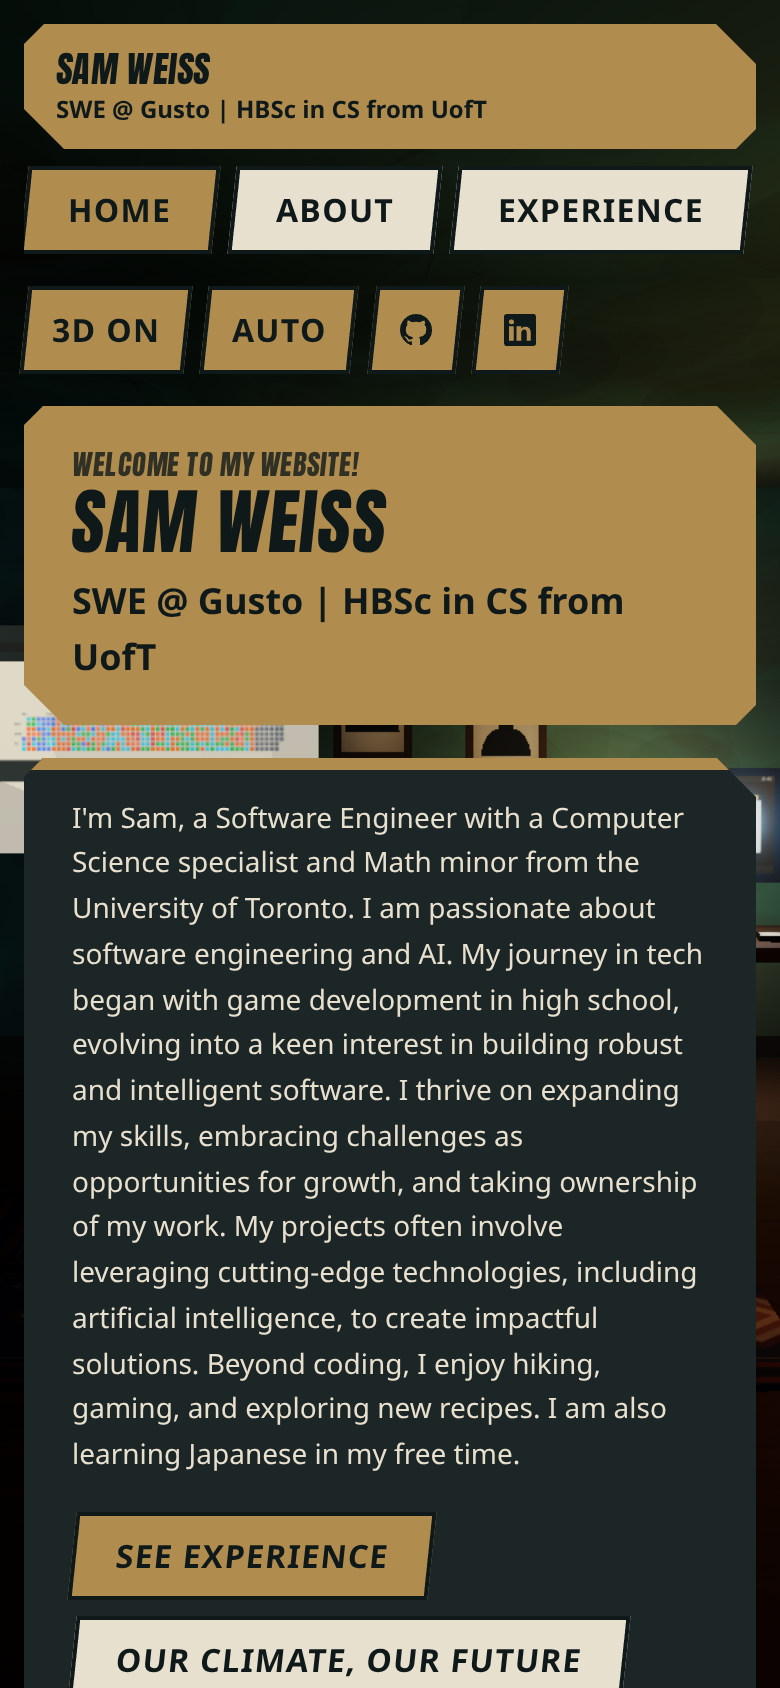 SAM WEISS
SWE @ Gusto | HBSc in CS from UofT
HOME
ABOUT
EXPERIENCE
3D ON
AUTO
in
WELCOME TO MY WEBSITE!
SAM WEISS
SWE @ Gusto | HBSc in CS from
UofT
I'm Sam, a Software Engineer with a Computer
Science specialist and Math minor from the
University of Toronto. I am passionate about
software engineering and AI. My journey in tech
began with game development in high school,
evolving into a keen interest in building robust
and intelligent software. I thrive on expanding
my skills, embracing challenges as
opportunities for growth, and taking ownership
of my work. My projects often involve
leveraging cutting-edge technologies, including
artificial intelligence, to create impactful
solutions. Beyond coding, I enjoy hiking,
gaming, and exploring new recipes. I am also
learning Japanese in my free time.
SEE EXPERIENCE
OUR CLIMATE, OUR FUTURE